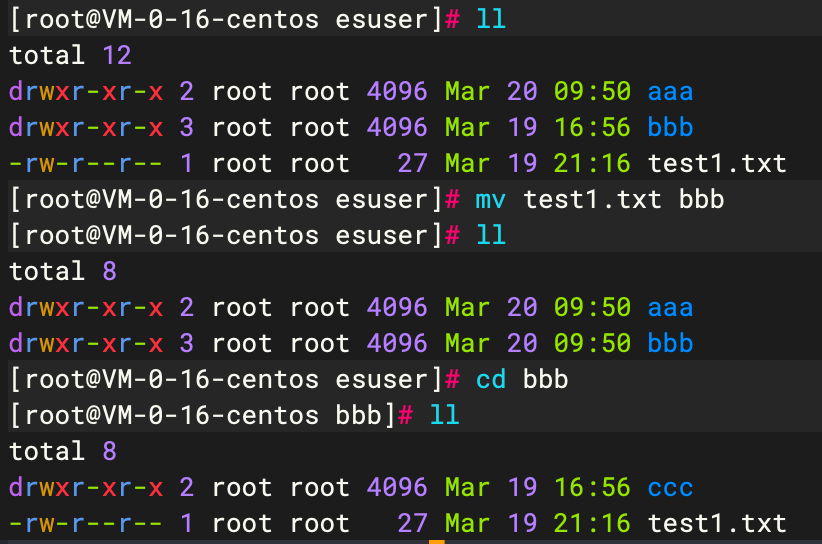 [root@VM-0-16-centos esuser]# ll
total 12
drwxr-xr-x 2 root root 4096 Mar 20 09:50 aaa
drwxr-xr-x 3 root root 4096 Mar 19 16:56 bbb
-rw-r--r-- 1 root root   27 Mar 19 21:16 test1.txt
[root@VM-0-16-centos esuser]# mv test1.txt bbb
[root@VM-0-16-centos esuser]# ll
total 8
drwxr-xr-x 2 root root 4096 Mar 20 09:50 aaa
drwxr-xr-x 3 root root 4096 Mar 20 09:50 bbb
[root@VM-0-16-centos esuser]# cd bbb
[root@VM-0-16-centos bbb]# ll
total 8
drwxr-xr-x 2 root root 4096 Mar 19 16:56 ccc
-rw-r--r-- 1 root root   27 Mar 19 21:16 test1.txt